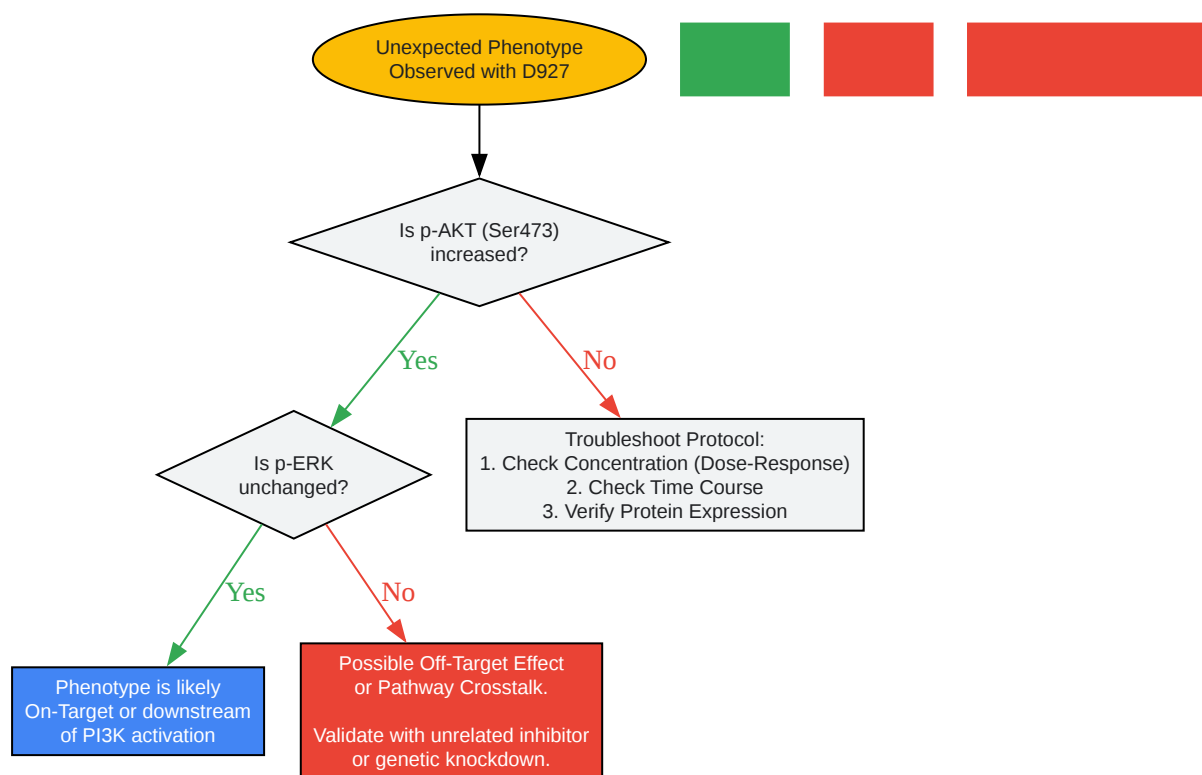 Unexpected Phenotype
Observed with D927
Is p-AKT (Ser473)
increased?
Yes
No
Is p-ERK
unchanged?
Troubleshoot Protocol:
1. Check Concentration (Dose-Response)
2. Check Time Course
3. Verify Protein Expression
Yes
No
Phenotype is likely
On-Target or downstream
of PI3K activation
Possible Off-Target Effect
or Pathway Crosstalk.
Validate with unrelated inhibitor
or genetic knockdown.